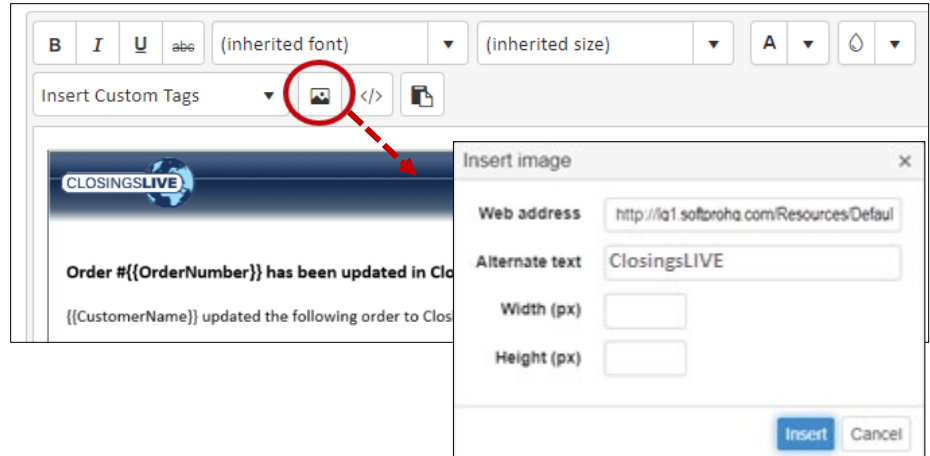 B I U abc (inherited font) (inherited size) A
Insert Custom Tags </>
CLOSINGSLIVE
Order #{{OrderNumber}} has been updated in Clo
{{CustomerName}} updated the following order to Clos
Insert image ×
Web address http://lq1.softprohq.com/Resources/Defaul
Alternate text ClosingsLIVE
Width (px)
Height (px)
Insert Cancel